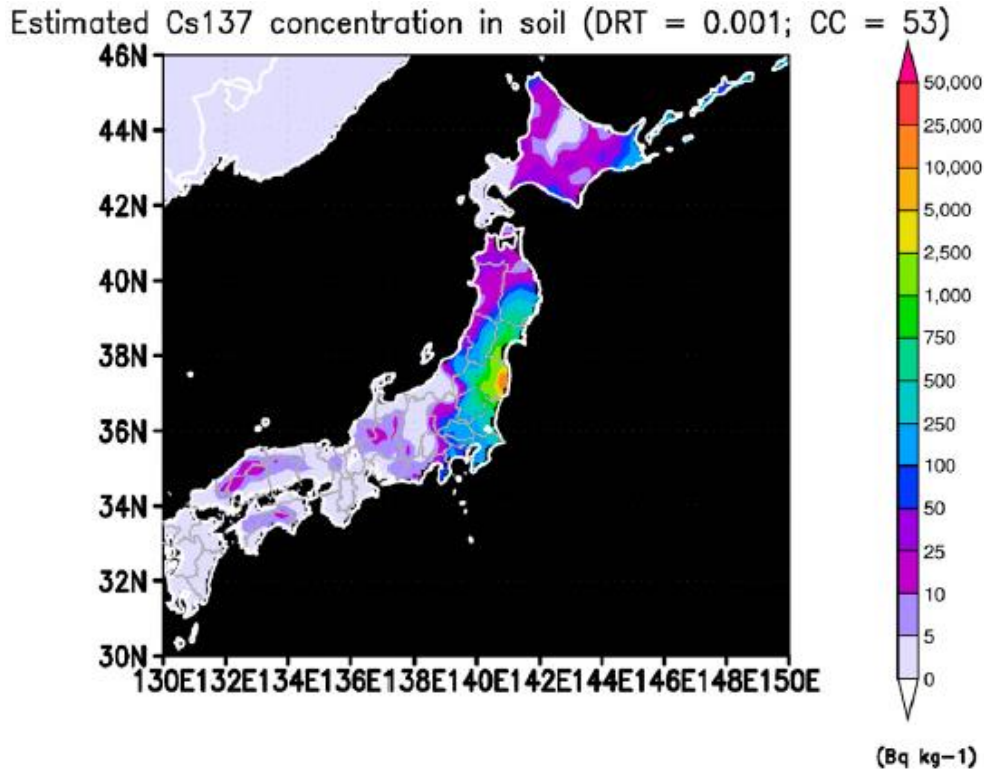 Estimated Cs137 concentration in soil (DRT = 0.001; CC = 53)
46N
44N
42N
40N
38N
36N
34N
32N
30N
130E132E134E136E138E140E142E144E146E148E150E
50,000
25,000
10,000
5,000
2,500
1,000
750
500
250
100
50
25
10
5
0
(Bq kg-1)